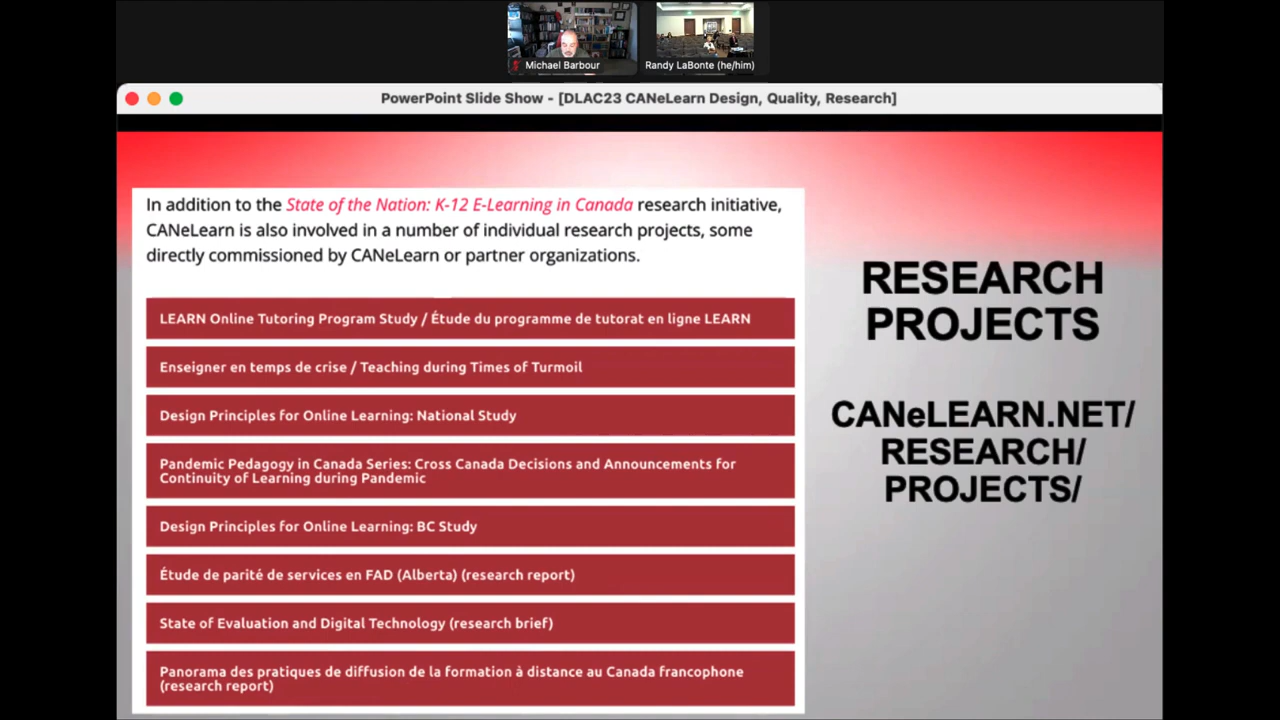 Michael Barbour
Randy LaBonte (he/him)
PowerPoint Slide Show - [DLAC23 CANeLearn Design, Quality, Research]
In addition to the State of the Nation: K-12 E-Learning in Canada research initiative,
CANeLearn is also involved in a number of individual research projects, some
directly commissioned by CANeLearn or partner organizations.
LEARN Online Tutoring Program Study / Étude du programme de tutorat en ligne LEARN
Enseigner en temps de crise / Teaching during Times of Turmoil
Design Principles for Online Learning: National Study
Pandemic Pedagogy in Canada Series: Cross Canada Decisions and Announcements for
Continuity of Learning during Pandemic
Design Principles for Online Learning: BC Study
Étude de parité de services en FAD (Alberta) (research report)
State of Evaluation and Digital Technology (research brief)
Panorama des pratiques de diffusion de la formation à distance au Canada francophone
(research report)
RESEARCH
PROJECTS
CANeLEARN.NET/
RESEARCH/
PROJECTS/